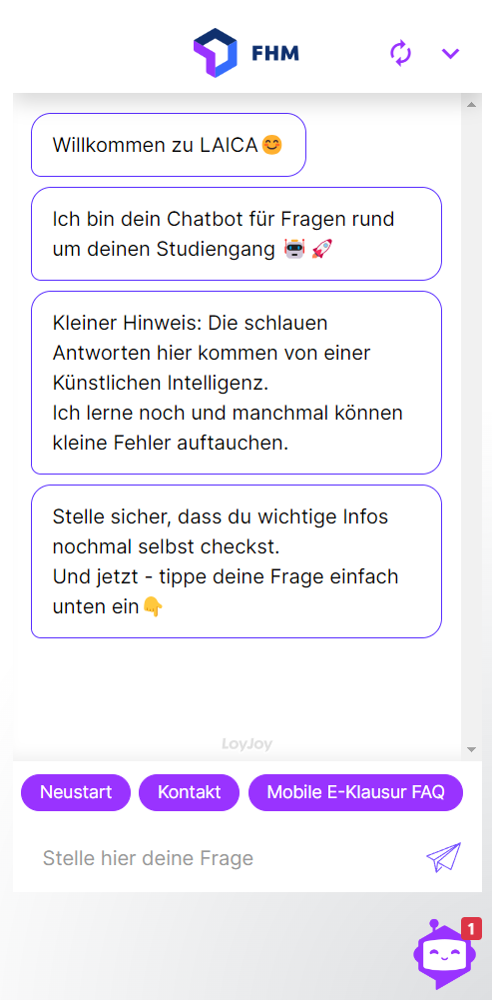 FHM
Willkommen zu LAICA😊
Ich bin dein Chatbot für Fragen rund
um deinen Studiengang 🤖🚀
Kleiner Hinweis: Die schlauen
Antworten hier kommen von einer
Künstlichen Intelligenz.
Ich lerne noch und manchmal können
kleine Fehler auftauchen.
Stelle sicher, dass du wichtige Infos
nochmal selbst checkst.
Und jetzt - tippe deine Frage einfach
unten ein👇
LoyJoy
Neustart Kontakt Mobile E-Klausur FAQ
Stelle hier deine Frage
1